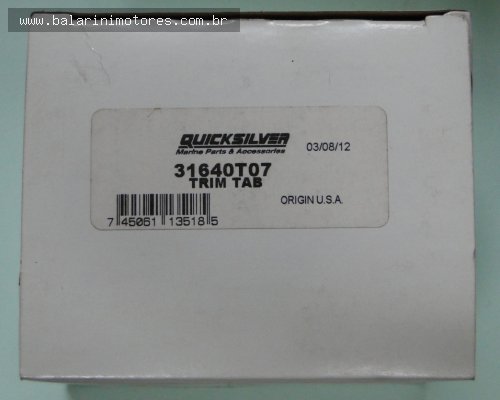 www.balarinimotores.com.br
QUICKSILVER
Marine Parts & Accessories
03/08/12
31640T07
TRIM TAB
ORIGIN U.S.A.
7 45061 13518 5